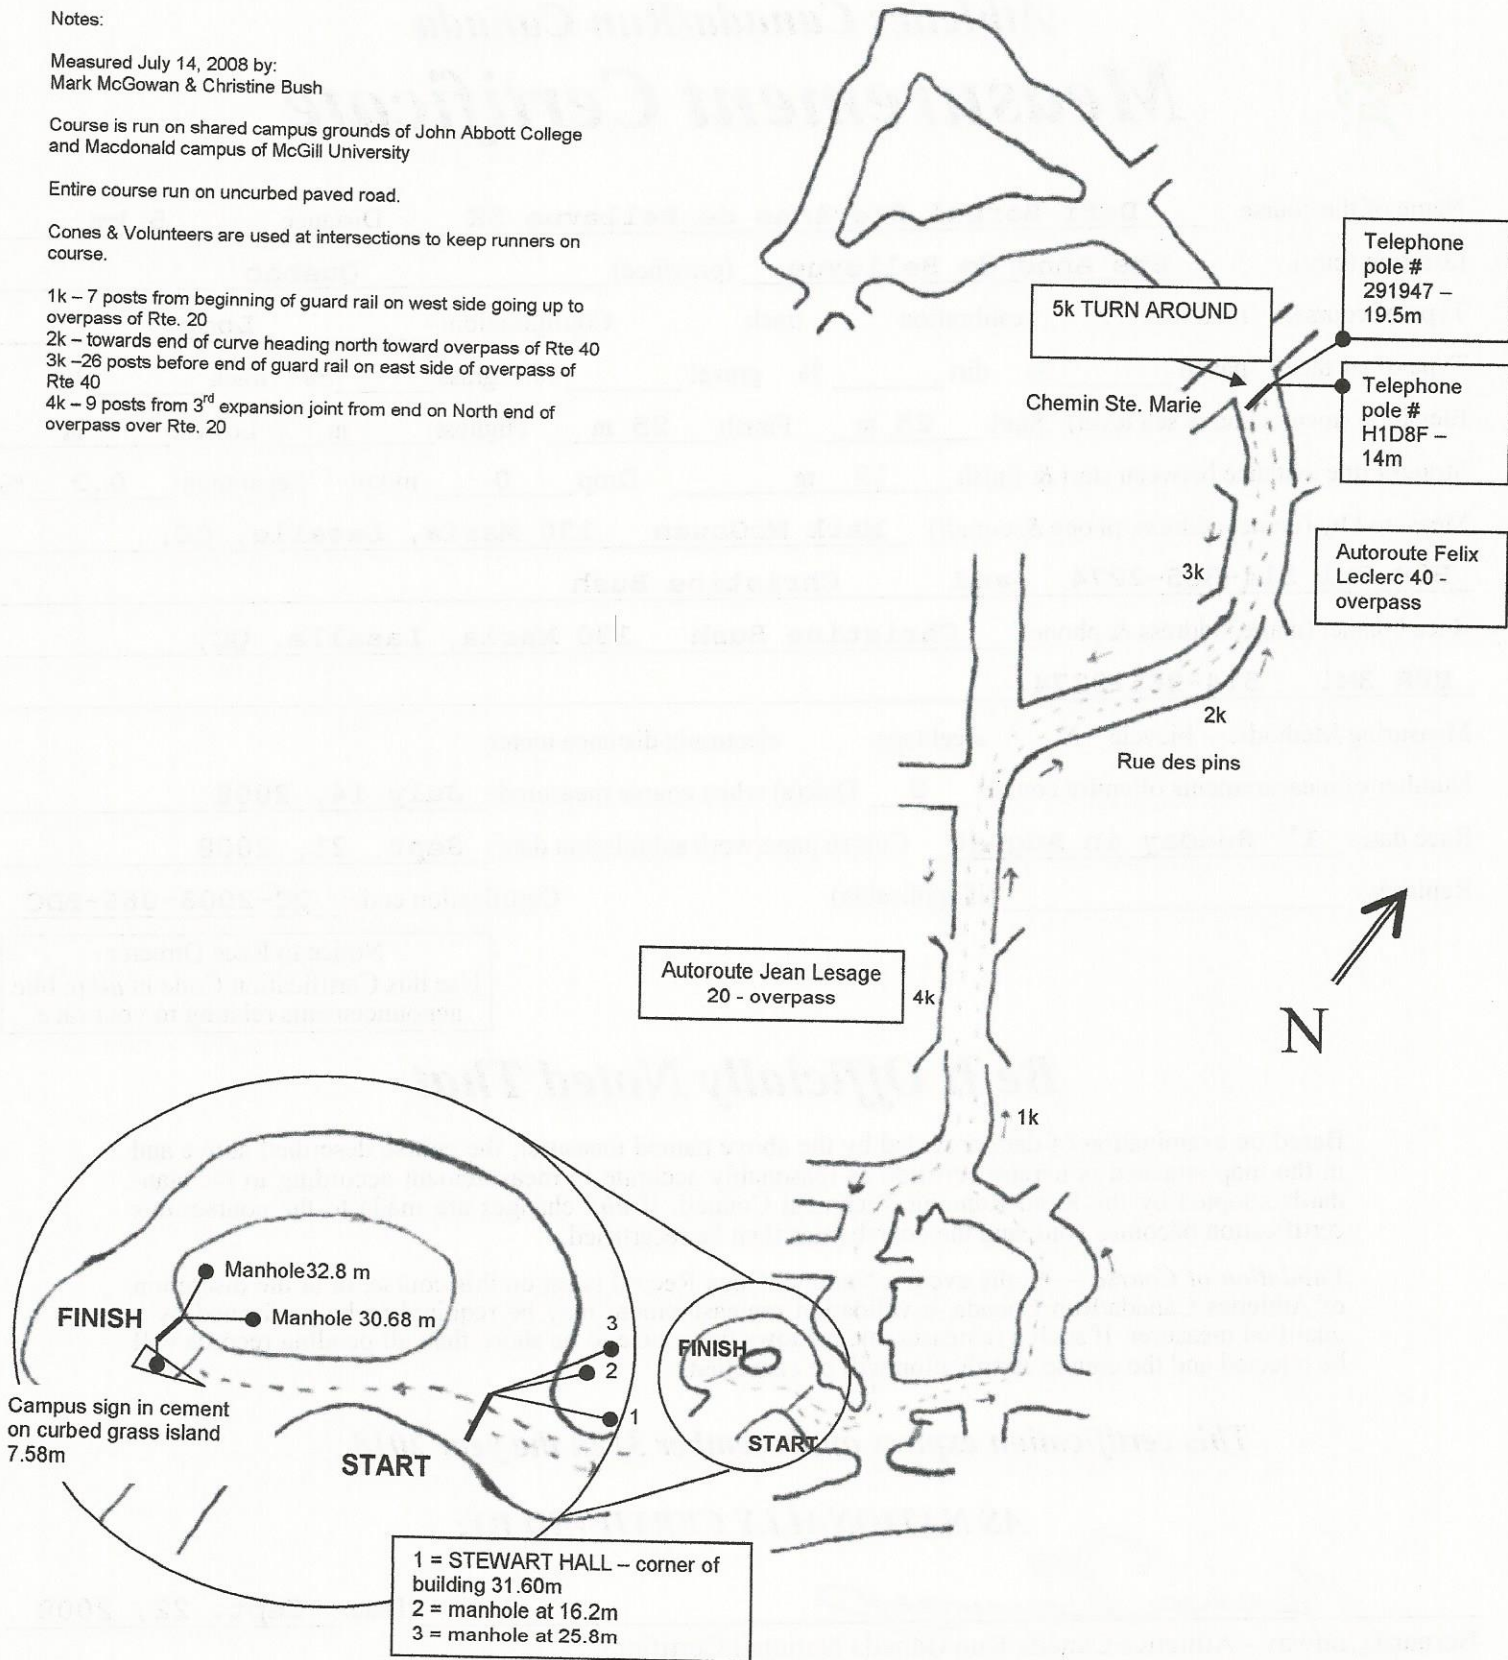 Notes:
Measured July 14, 2008 by:
Mark McGowan & Christine Bush
Course is run on shared campus grounds of John Abbott College
and Macdonald campus of McGill University
Entire course run on uncurbed paved road.
Cones & Volunteers are used at intersections to keep runners on
course.
1k – 7 posts from beginning of guard rail on west side going up to
overpass of Rte. 20
2k – towards end of curve heading north toward overpass of Rte 40
3k –26 posts before end of guard rail on east side of overpass of
Rte 40
4k – 9 posts from 3rd expansion joint from end on North end of
overpass over Rte. 20
Telephone
pole #
291947 –
19.5m
5k TURN AROUND
Telephone
pole #
H1D8F –
14m
Chemin Ste. Marie
Autoroute Felix
Leclerc 40 -
overpass
3k
2k
Rue des pins
N
Autoroute Jean Lesage
20 - overpass
4k
1k
Manhole32.8 m
FINISH
Manhole 30.68 m
3
2
1
Campus sign in cement
on curbed grass island
7.58m
START
FINISH
START
1 = STEWART HALL – corner of
building 31.60m
2 = manhole at 16.2m
3 = manhole at 25.8m